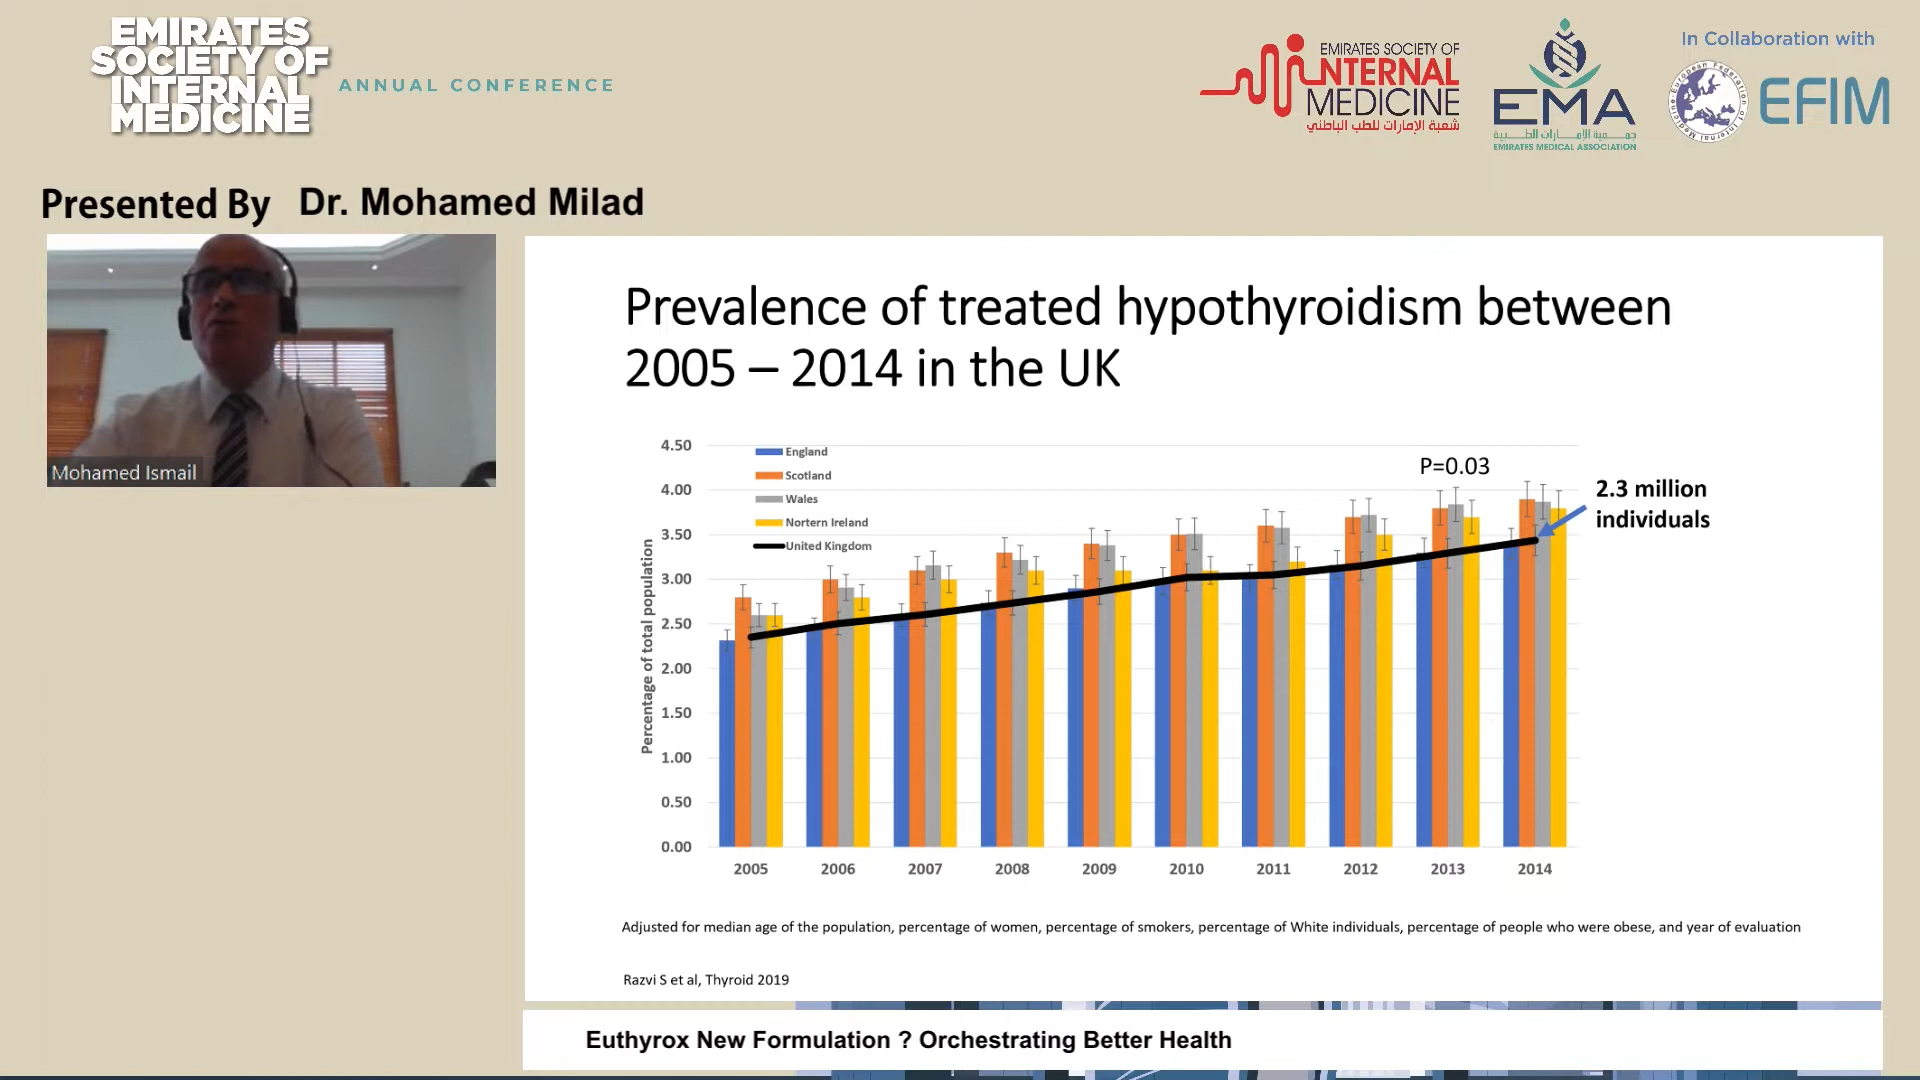 EMIRATES
SOCIETY OF
INTERNAL
MEDICINE
ANNUAL CONFERENCE
EMIRATES SOCIETY OF
INTERNAL
MEDICINE
شعبة الإمارات للطب الباطني
EMA
جمعية الإمارات الطبية
EMIRATES MEDICAL ASSOCIATION
In Collaboration with
European Federation of Internal Medicine
EFIM
Presented By Dr. Mohamed Milad
Mohamed Ismail
Prevalence of treated hypothyroidism between
2005 – 2014 in the UK
Percentage of total population
4.50
4.00
3.50
3.00
2.50
2.00
1.50
1.00
0.50
0.00
England
Scotland
Wales
Nortern Ireland
United Kingdom
P=0.03
2.3 million
individuals
2005 2006 2007 2008 2009 2010 2011 2012 2013 2014
Adjusted for median age of the population, percentage of women, percentage of smokers, percentage of White individuals, percentage of people who were obese, and year of evaluation
Razvi S et al, Thyroid 2019
Euthyrox New Formulation ? Orchestrating Better Health